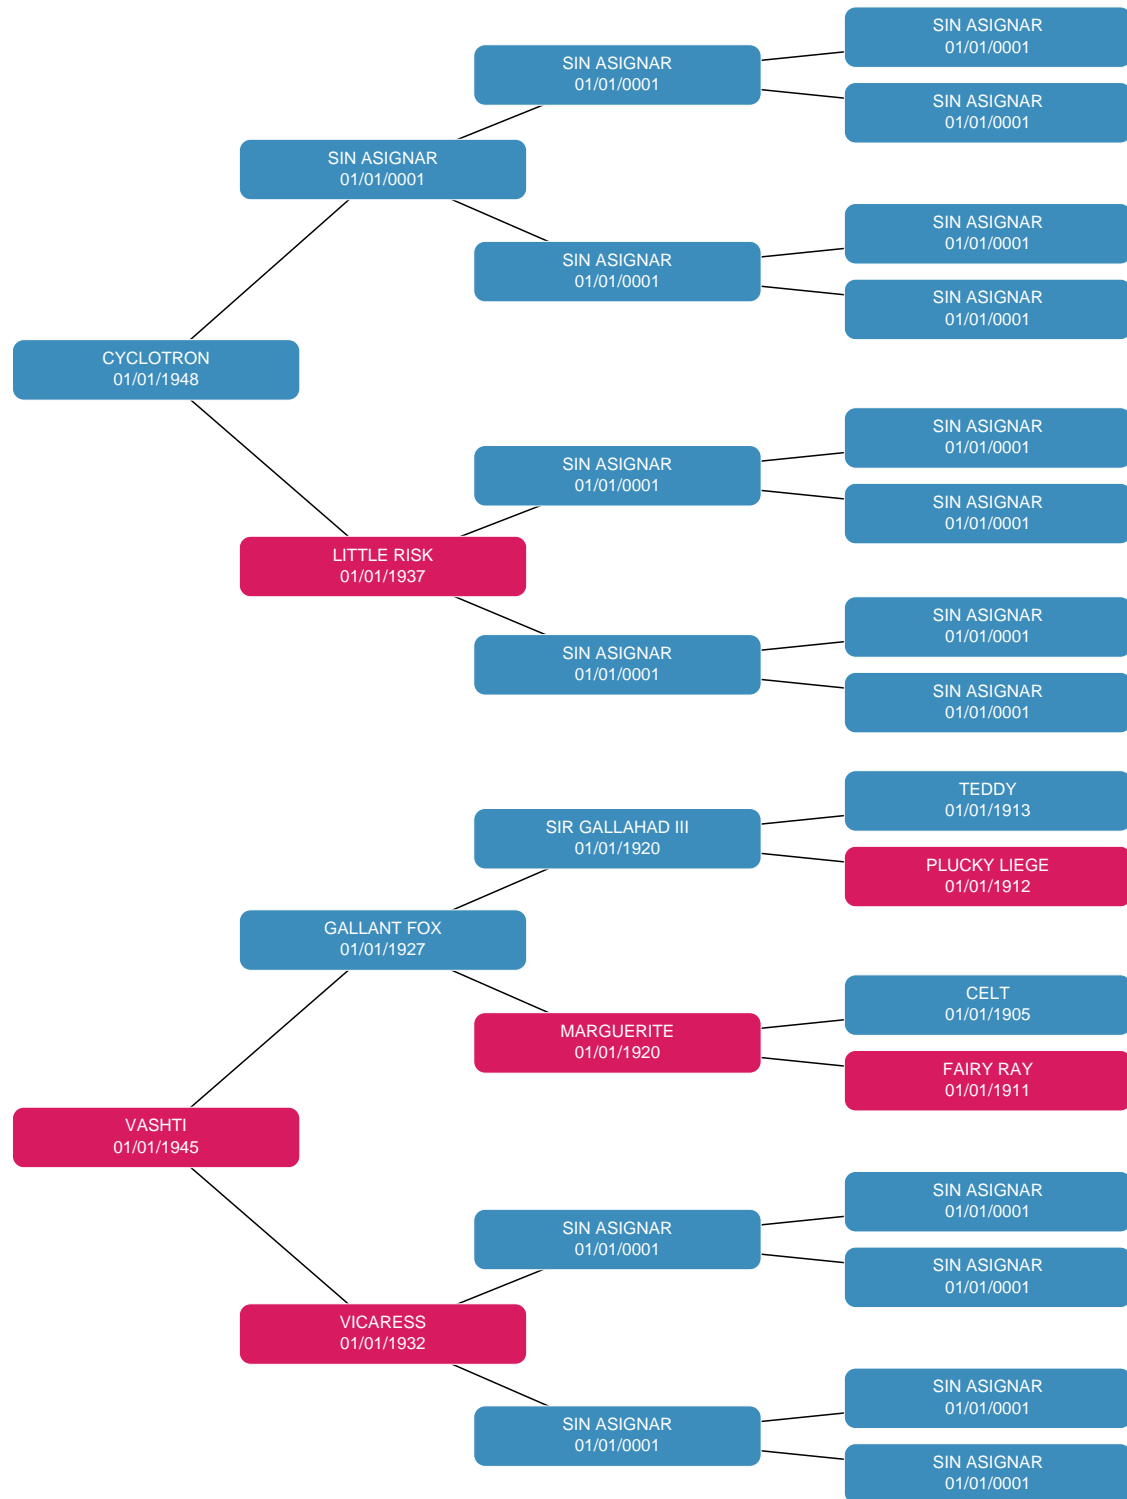 SIN ASIGNAR
01/01/0001
SIN ASIGNAR
01/01/0001
SIN ASIGNAR
01/01/0001
SIN ASIGNAR
01/01/0001
SIN ASIGNAR
01/01/0001
SIN ASIGNAR
01/01/0001
SIN ASIGNAR
01/01/0001
CYCLOTRON
01/01/1948
SIN ASIGNAR
01/01/0001
SIN ASIGNAR
01/01/0001
SIN ASIGNAR
01/01/0001
LITTLE RISK
01/01/1937
SIN ASIGNAR
01/01/0001
SIN ASIGNAR
01/01/0001
SIN ASIGNAR
01/01/0001
TEDDY
01/01/1913
SIR GALLAHAD III
01/01/1920
PLUCKY LIEGE
01/01/1912
GALLANT FOX
01/01/1927
CELT
01/01/1905
MARGUERITE
01/01/1920
FAIRY RAY
01/01/1911
VASHTI
01/01/1945
SIN ASIGNAR
01/01/0001
SIN ASIGNAR
01/01/0001
SIN ASIGNAR
01/01/0001
VICARESS
01/01/1932
SIN ASIGNAR
01/01/0001
SIN ASIGNAR
01/01/0001
SIN ASIGNAR
01/01/0001